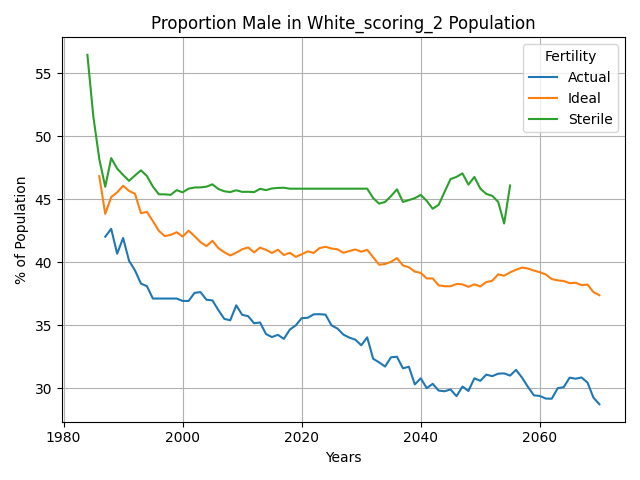 Proportion Male in White_scoring_2 Population
% of Population
55
50
45
40
35
30
1980
2000
2020
2040
2060
Years
Fertility
Actual
Ideal
Sterile